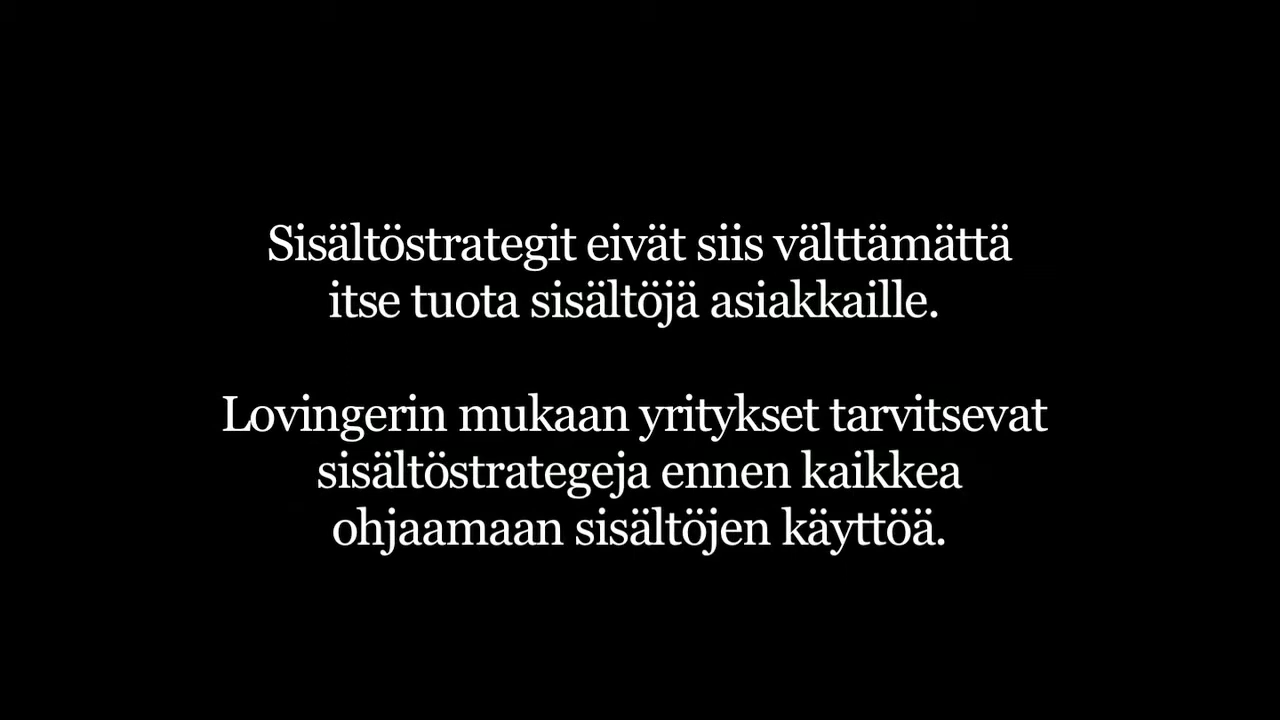 Sisältöstrategit eivät siis välttämättä
itse tuota sisältöjä asiakkaille.
Lovingerin mukaan yritykset tarvitsevat
sisältöstrategeja ennen kaikkea
ohjaamaan sisältöjen käyttöä.